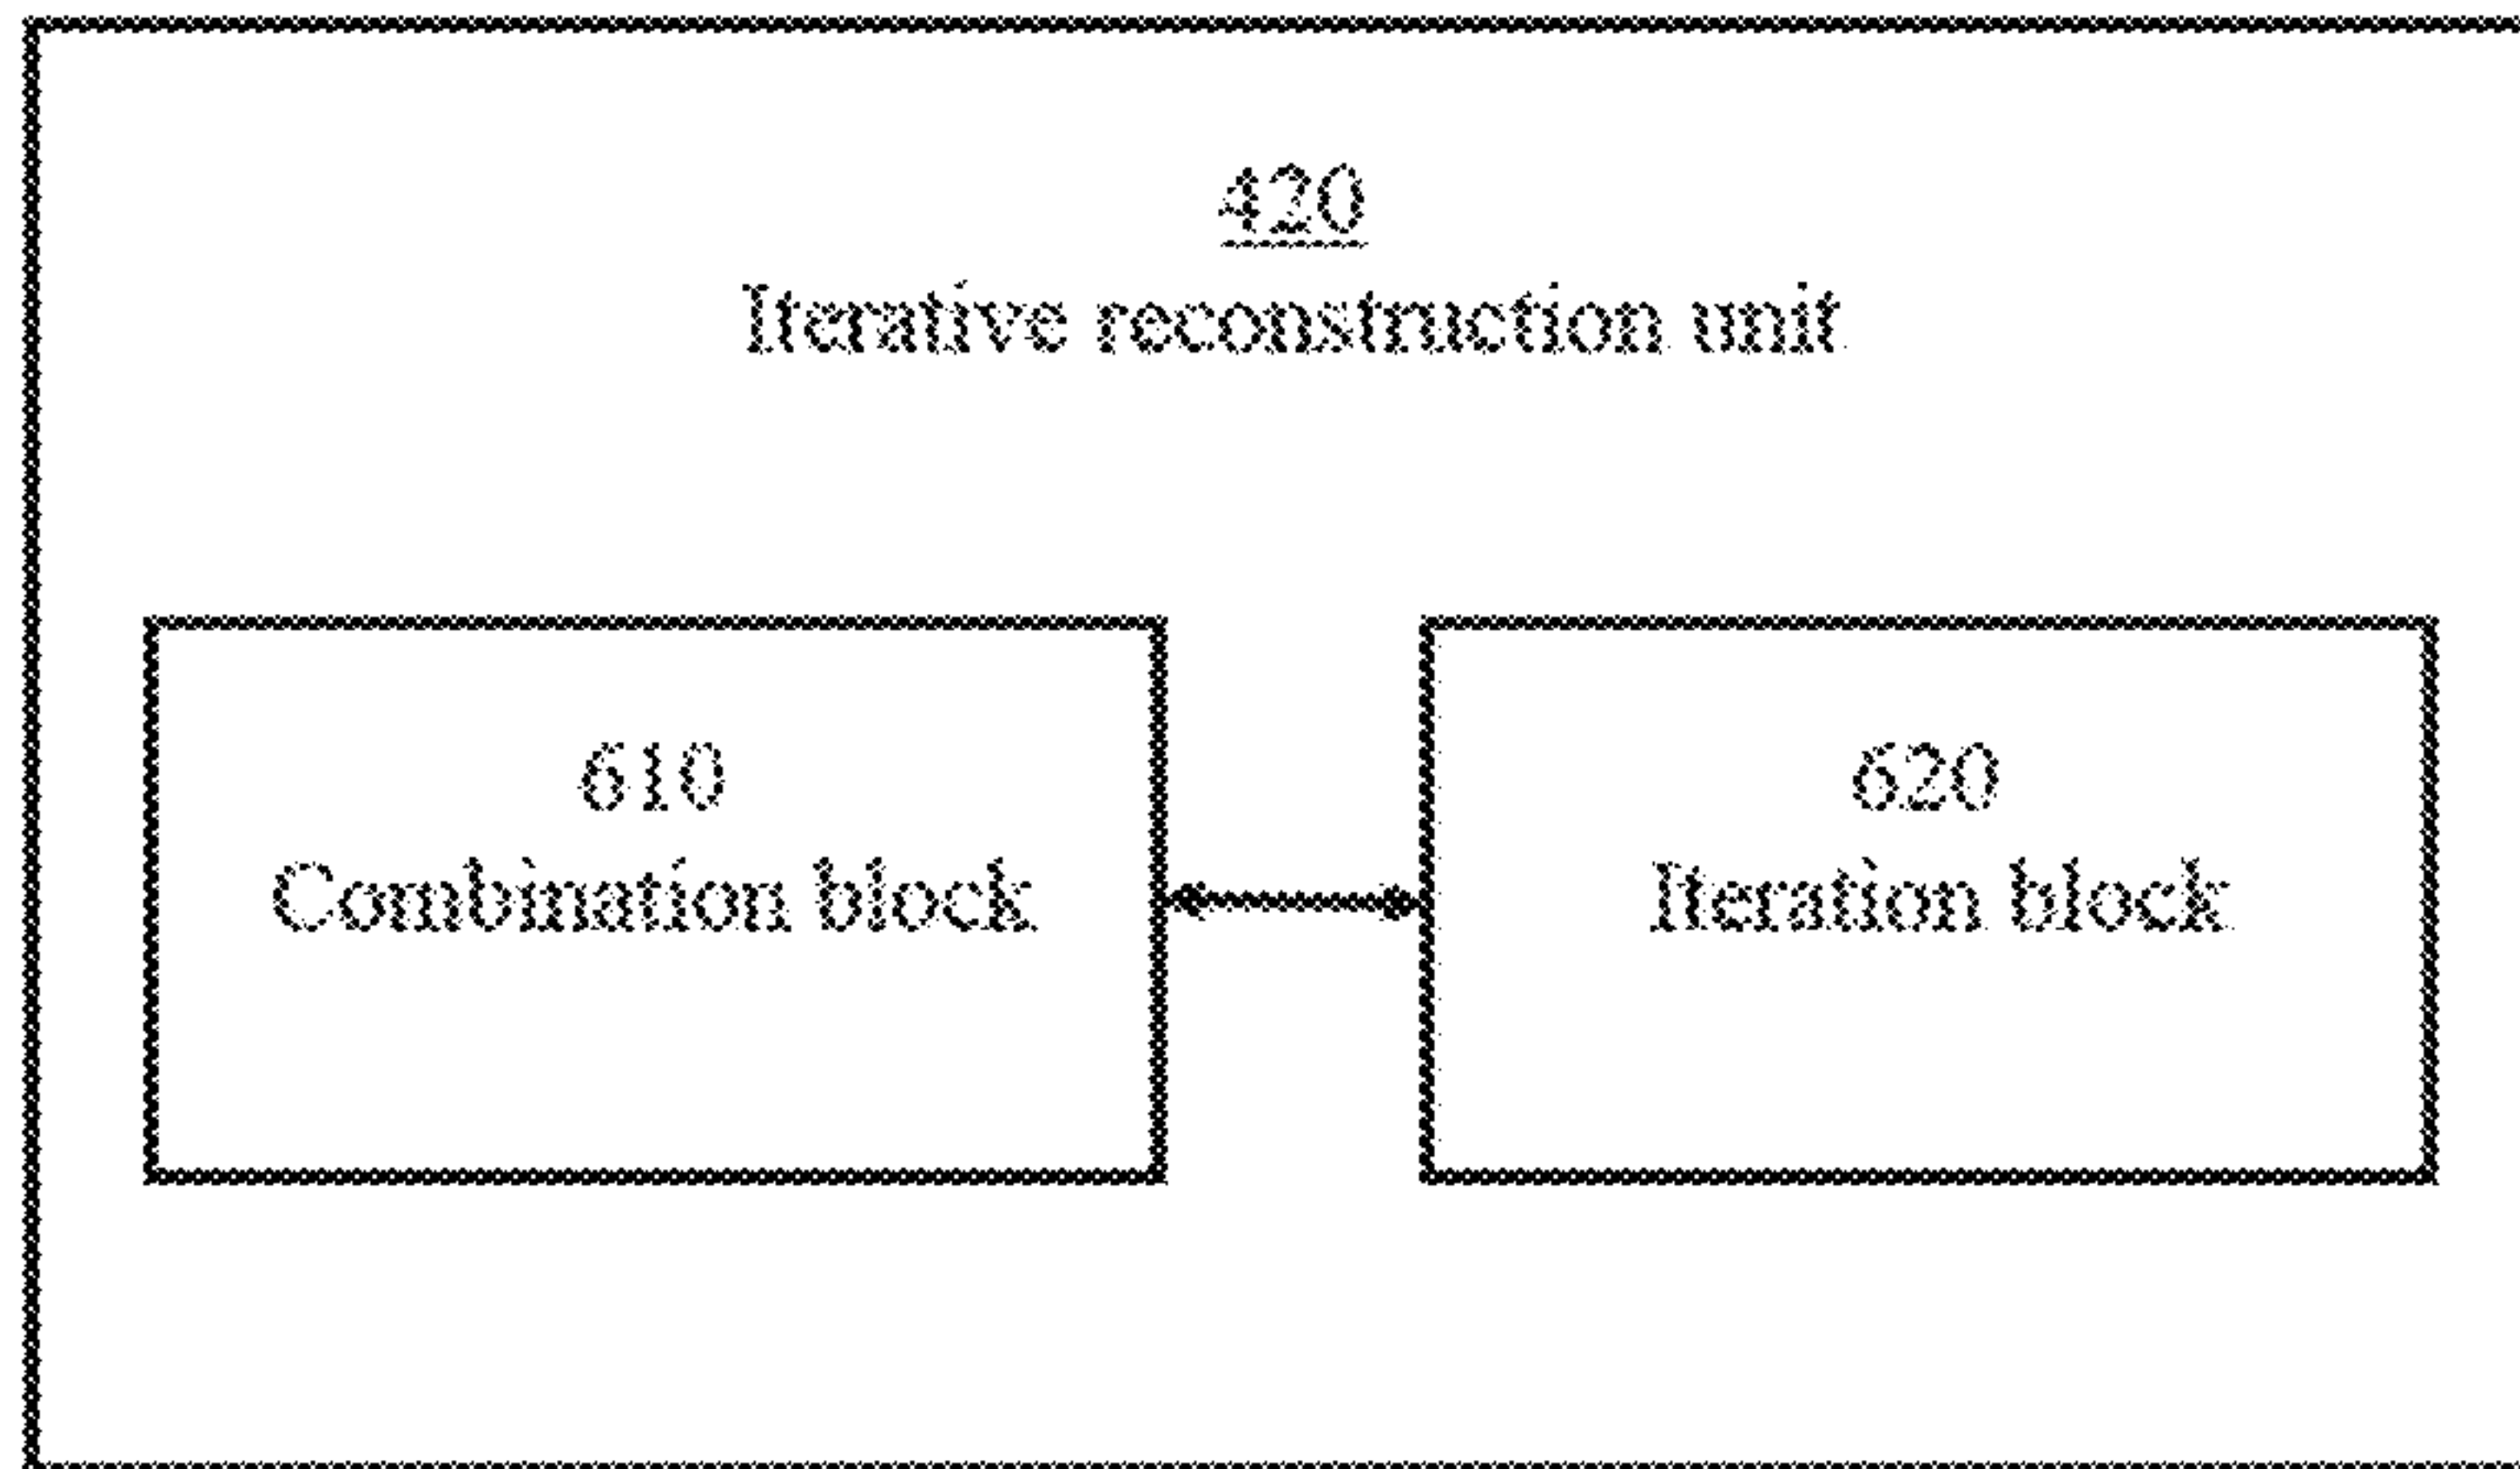 420
Iterative reconstruction unit
610
Combination block
620
Iteration block